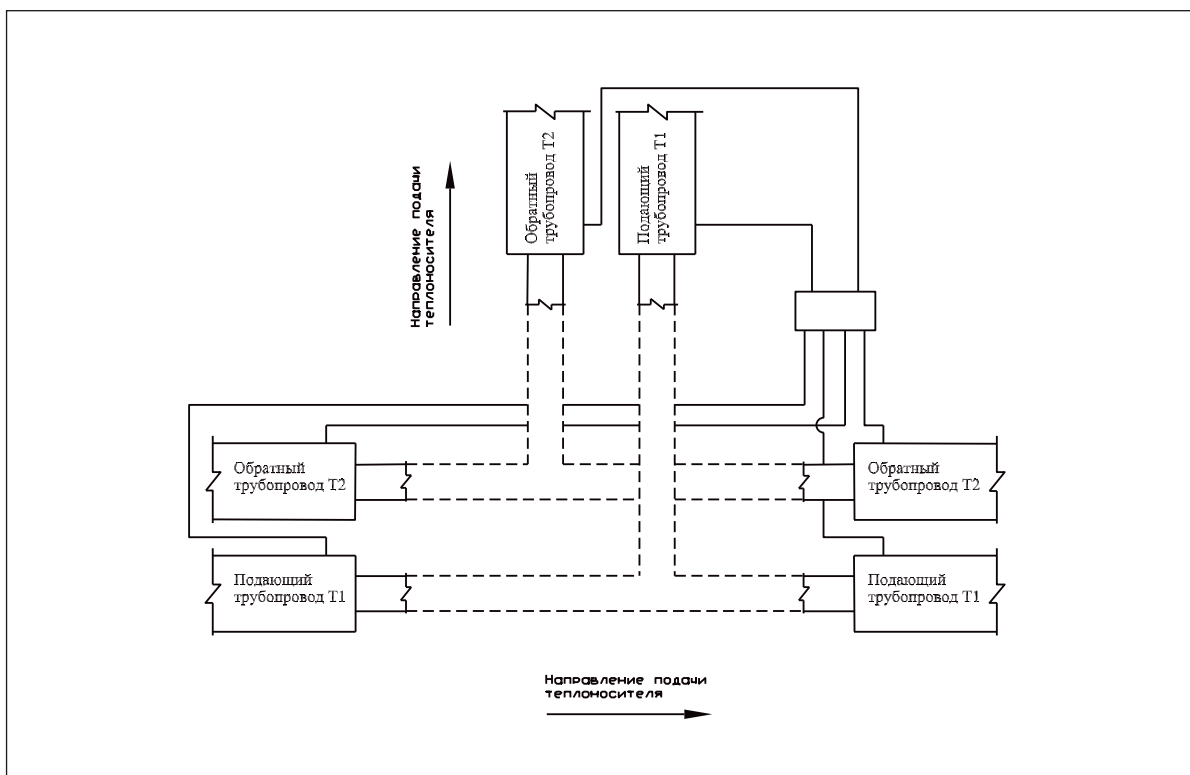 Обратный
трубопровод Т2
Подающий
трубопровод Т1
Направление подачи
теплоносителя
Обратный
трубопровод Т2
Обратный
трубопровод Т2
Подающий
трубопровод Т1
Подающий
трубопровод Т1
Направление подачи
теплоносителя